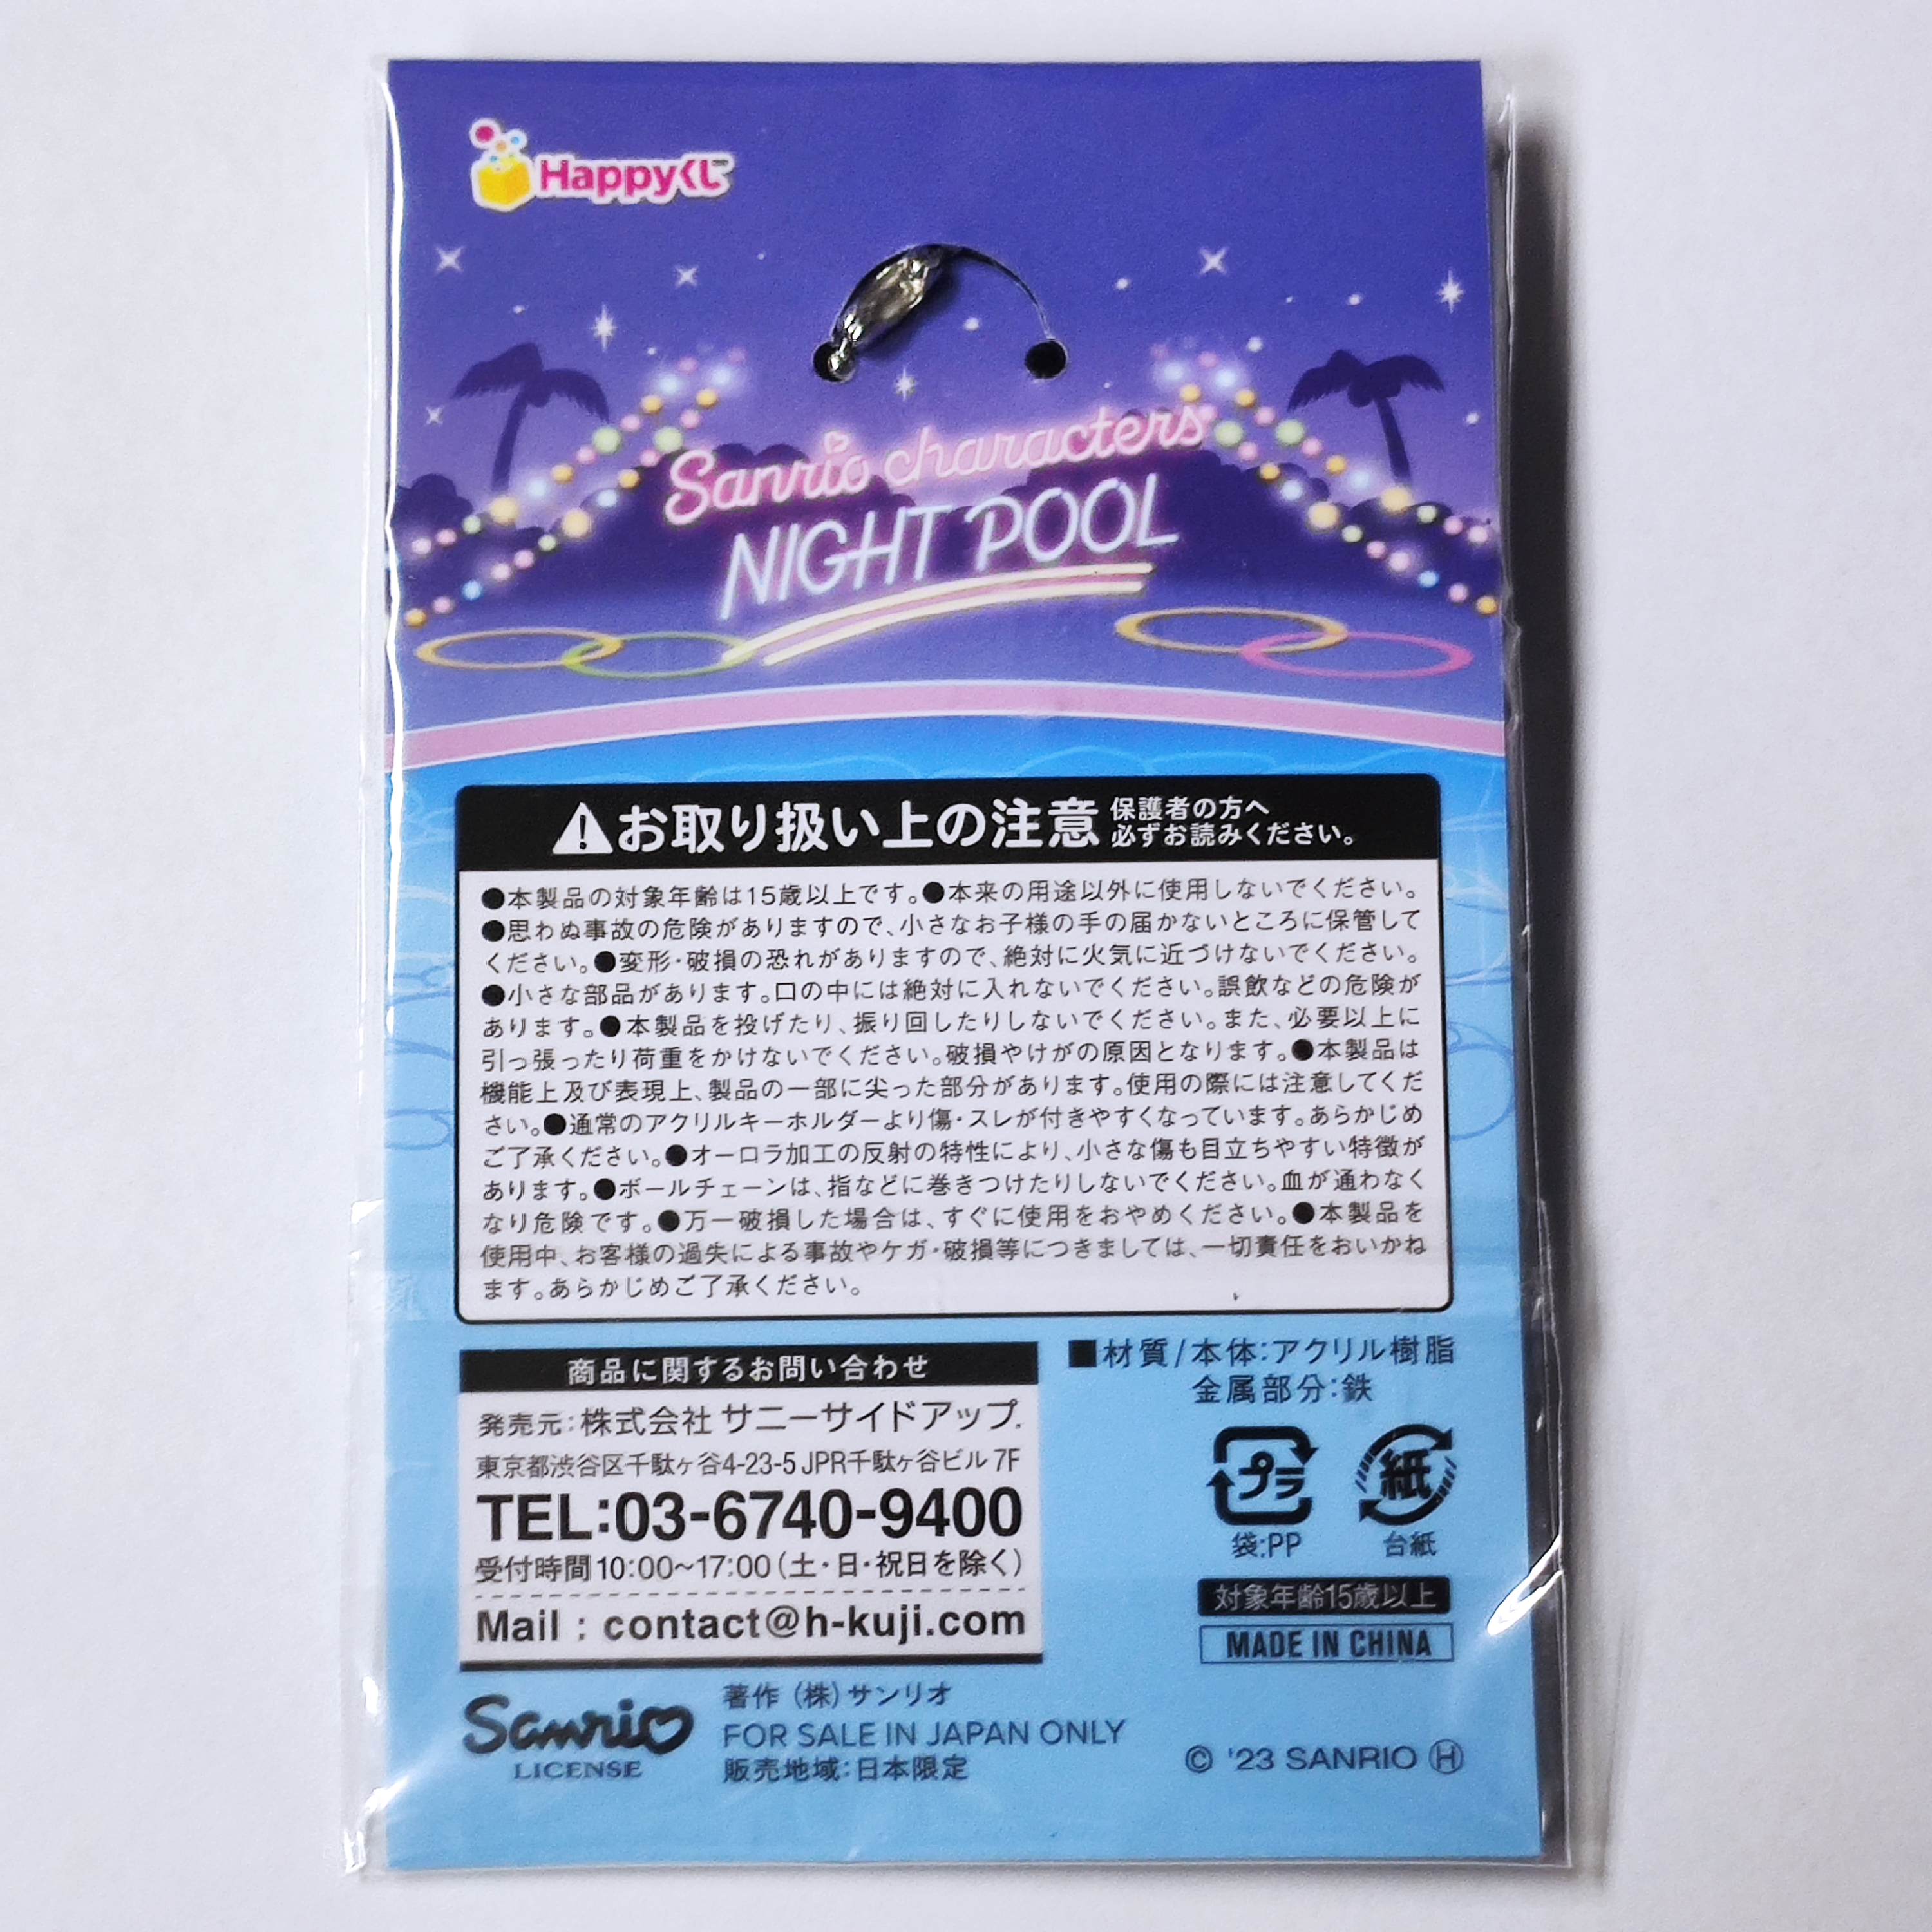 Happyくじ
Sanrio characters
NIGHT POOL
お取り扱い上の注意 保護者の方へ
必ずお読みください。
●本製品の対象年齢は15歳以上です。●本来の用途以外に使用しないでください。
●思わぬ事故の危険がありますので、小さなお子様の手の届かないところに保管して
ください。●変形・破損の恐れがありますので、絶対に火気に近づけないでください。
●小さな部品があります。口の中には絶対に入れないでください。誤飲などの危険が
あります。●本製品を投げたり、振り回したりしないでください。また、必要以上に
引っ張ったり荷重をかけないでください。破損やけがの原因となります。●本製品は
機能上及び表現上、製品の一部に尖った部分があります。使用の際には注意してくだ
さい。●通常のアクリルキーホルダーより傷・スレが付きやすくなっています。あらかじめ
ご了承ください。●オーロラ加工の反射の特性により、小さな傷も目立ちやすい特徴が
あります。●ボールチェーンは、指などに巻きつけたりしないでください。血が通わなく
なり危険です。●万一破損した場合は、すぐに使用をおやめください。●本製品を
使用中、お客様の過失による事故やケガ・破損等につきましては、一切責任をおいかね
ます。あらかじめご了承ください。
商品に関するお問い合わせ
発売元：株式会社 サニーサイドアップ
東京都渋谷区千駄ヶ谷4-23-5 JPR千駄ヶ谷ビル 7F
TEL:03-6740-9400
受付時間 10:00~17:00（土・日・祝日を除く）
Mail : contact@h-kuji.com
■材質/本体：アクリル樹脂
金属部分：鉄
プラ 紙
袋:PP 台紙
対象年齢15歳以上
MADE IN CHINA
Sanrio
LICENSE
著作（株）サンリオ
FOR SALE IN JAPAN ONLY
販売地域：日本限定
© '23 SANRIO Ⓗ